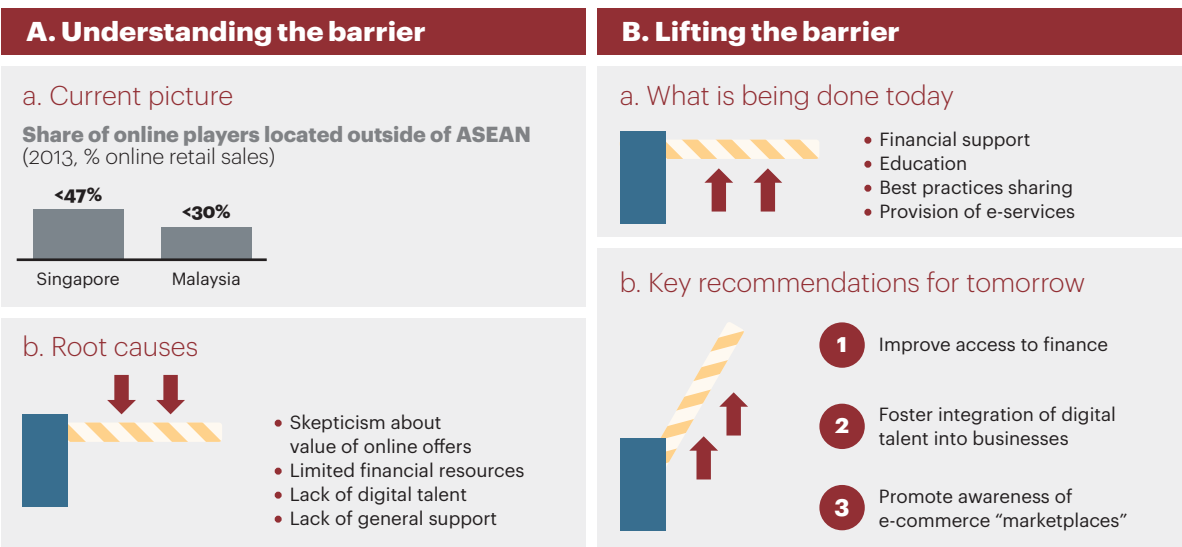 A. Understanding the barrier
a. Current picture
Share of online players located outside of ASEAN
(2013, % online retail sales)
<47%
<30%
Singapore
Malaysia
b. Root causes
• Skepticism about
value of online offers
• Limited financial resources
• Lack of digital talent
• Lack of general support
B. Lifting the barrier
a. What is being done today
• Financial support
• Education
• Best practices sharing
• Provision of e-services
b. Key recommendations for tomorrow
1 Improve access to finance
2 Foster integration of digital
talent into businesses
3 Promote awareness of
e-commerce “marketplaces”